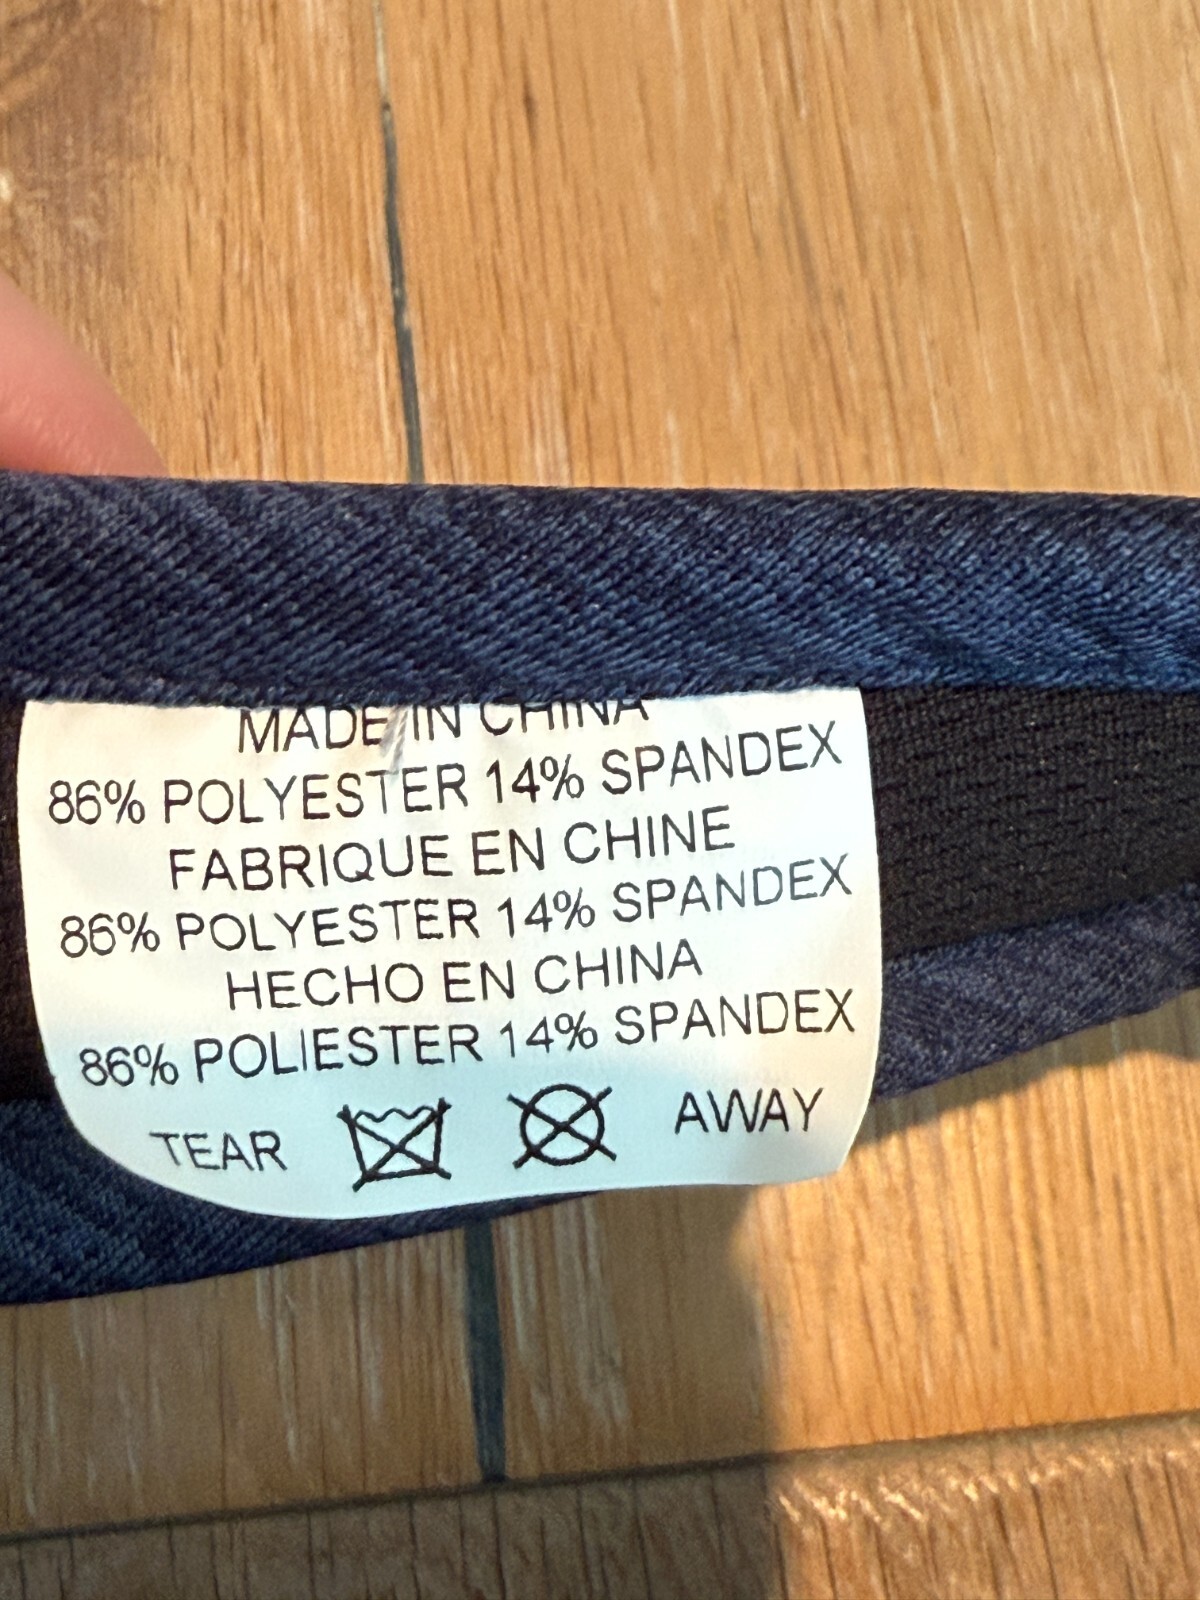 MADE IN CHINA
86% POLYESTER 14% SPANDEX
FABRIQUE EN CHINE
86% POLYESTER 14% SPANDEX
HECHO EN CHINA
86% POLIESTER 14% SPANDEX
TEAR AWAY